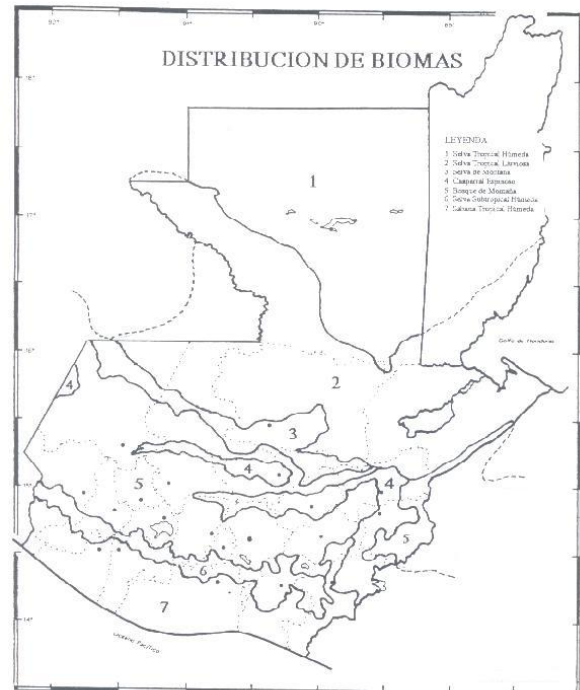 DISTRIBUCION DE BIOMAS
LEYENDA
1 Selva Tropical Húmeda
2 Selva Tropical Lluviosa
3 Selva de Montaña
4 Chaparral Espinoso
5 Bosque de Montaña
6 Selva Subtropical Húmeda
7 Sabana Tropical Húmeda
1
Golfo de Honduras
2
4
3
4
5
4
5
6
7
Océano Pacífico